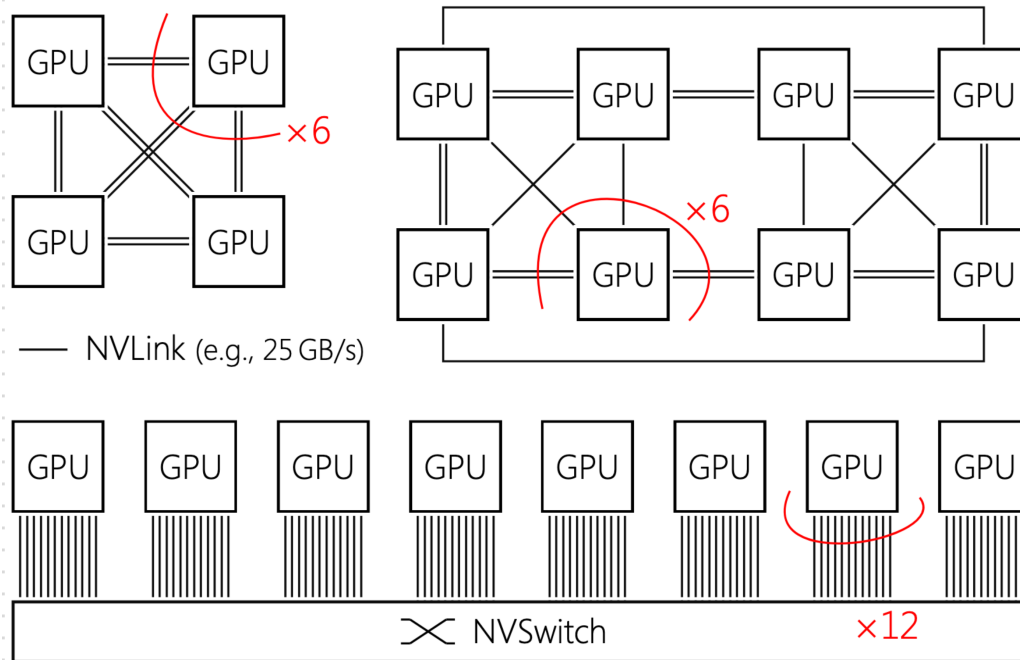 GPU GPU
×6
GPU GPU
NVLink (e.g., 25 GB/s)
GPU GPU GPU GPU
×6
GPU GPU GPU GPU
GPU GPU GPU GPU GPU GPU GPU GPU
NVSwitch
×12